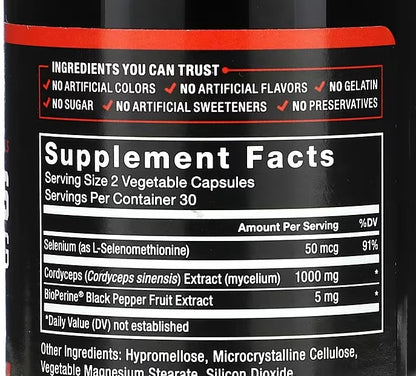 INGREDIENTS YOU CAN TRUST
NO ARTIFICIAL COLORS NO ARTIFICIAL FLAVORS NO GELATIN
NO SUGAR NO ARTIFICIAL SWEETENERS NO PRESERVATIVES
Supplement Facts
Serving Size 2 Vegetable Capsules
Servings Per Container 30
Amount Per Serving %DV
Selenium (as L-Selenomethionine) 50 mcg 91%
Cordyceps (Cordyceps sinensis) Extract (mycelium) 1000 mg *
BioPerine® Black Pepper Fruit Extract 5 mg *
*Daily Value (DV) not established
Other Ingredients: Hypromellose, Microcrystalline Cellulose,
Vegetable Magnesium Stearate, Silicon Dioxide